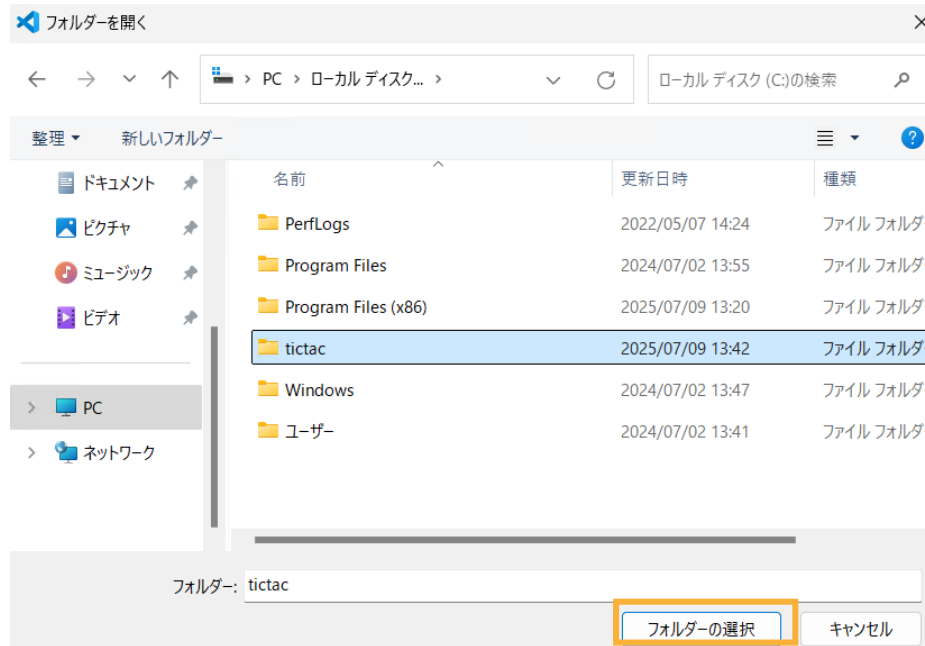 フォルダーを開く
PC > ローカル ディスク... >
ローカル ディスク (C:)の検索
整理
新しいフォルダー
ドキュメント
ピクチャ
ミュージック
ビデオ
PC
ネットワーク
名前 更新日時 種類
PerfLogs 2022/05/07 14:24 ファイル フォルダ
Program Files 2024/07/02 13:55 ファイル フォルダ
Program Files (x86) 2025/07/09 13:20 ファイル フォルダ
tictac 2025/07/09 13:42 ファイル フォルダ
Windows 2024/07/02 13:47 ファイル フォルダ
ユーザー 2024/07/02 13:41 ファイル フォルダ
フォルダー: tictac
フォルダーの選択 キャンセル